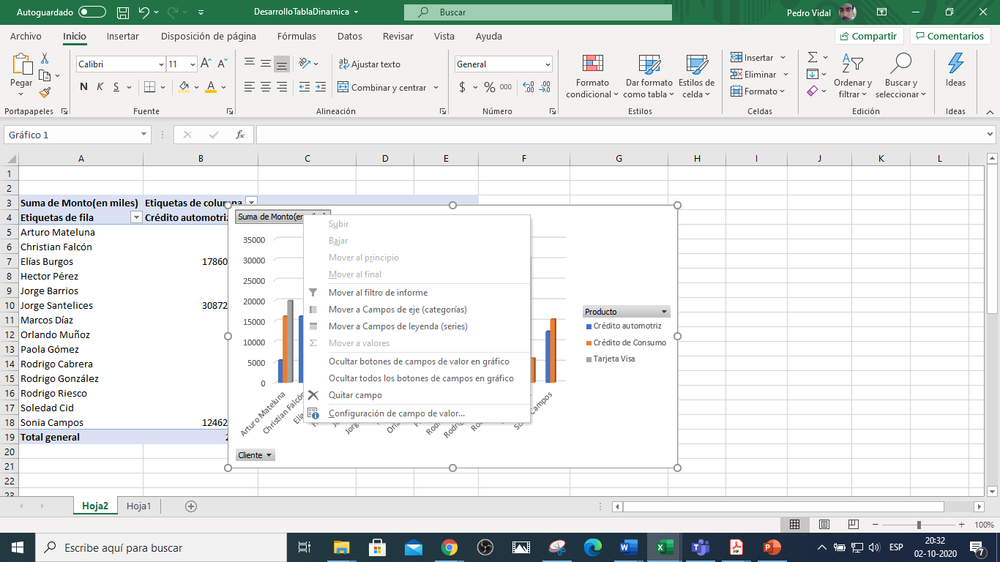 Autoguardado
DesarrolloTablaDinamica
Buscar
Pedro Vidal
Archivo Inicio Insertar Disposición de página Fórmulas Datos Revisar Vista Ayuda
Compartir Comentarios
Pegar
Calibri 11
N K S
Ajustar texto
Combinar y centrar
General
$ % 000
Formato condicional
Dar formato como tabla
Estilos de celda
Insertar
Eliminar
Formato
Ordenar y filtrar
Buscar y seleccionar
Ideas
Portapapeles Fuente Alineación Número Estilos Celdas Edición Ideas
Gráfico 1
fx
A B C D E F G H I J K L
1
2
3 Suma de Monto(en miles) Etiquetas de columna
4 Etiquetas de fila Crédito automotriz
5 Arturo Mateluna
6 Christian Falcón
7 Elías Burgos 17860
8 Hector Pérez
9 Jorge Barrios
10 Jorge Santelices 30872
11 Marcos Díaz
12 Orlando Muñoz
13 Paola Gómez
14 Rodrigo Cabrera
15 Rodrigo González
16 Rodrigo Riesco
17 Soledad Cid
18 Sonia Campos 12462
19 Total general
20
21
22
23
Suma de Monto(en
35000
30000
25000
20000
15000
10000
5000
0
Arturo Mateluna
Christian Falcón
Cliente
Producto
Crédito automotriz
Crédito de Consumo
Tarjeta Visa
Subir
Bajar
Mover al principio
Mover al final
Mover al filtro de informe
Mover a Campos de eje (categorías)
Mover a Campos de leyenda (series)
Mover a valores
Ocultar botones de campos de valor en gráfico
Ocultar todos los botones de campos en gráfico
Quitar campo
Configuración de campo de valor...
Hoja2 Hoja1
100%
Escribe aquí para buscar
ESP
20:32
02-10-2020
7